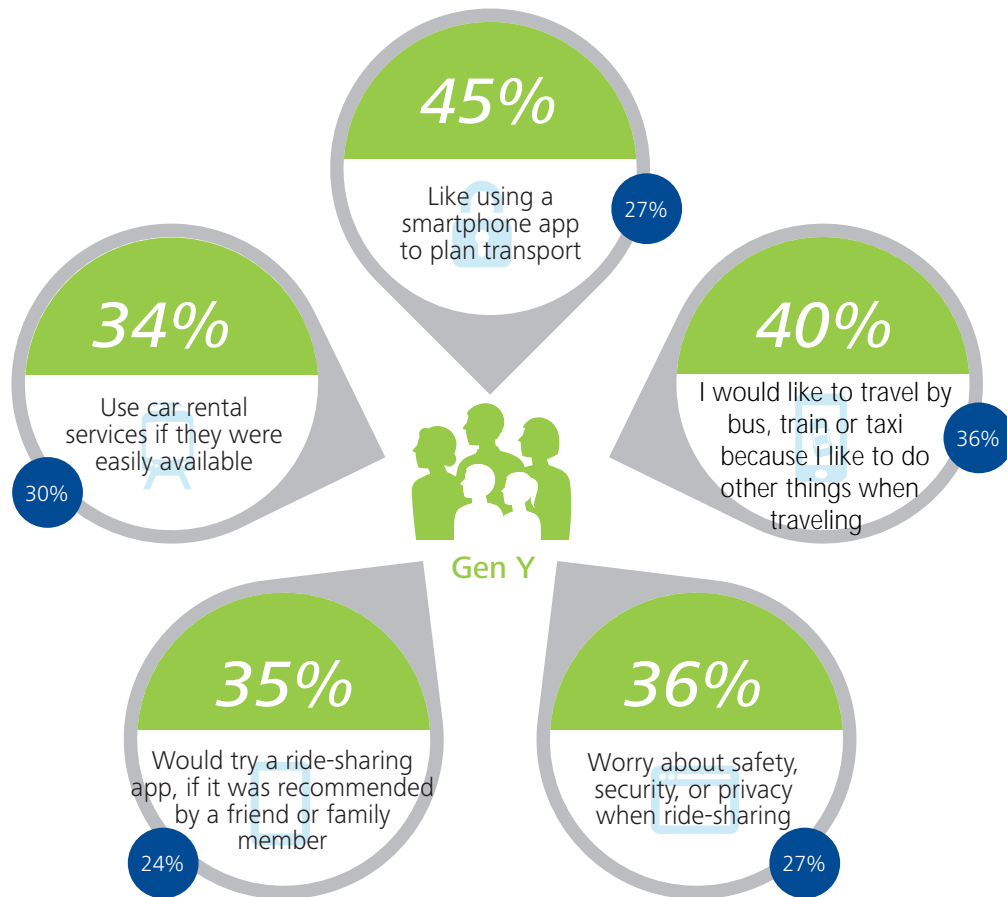 45%
Like using a
smartphone app
to plan transport
27%
34%
Use car rental
services if they were
easily available
30%
40%
I would like to travel by
bus, train or taxi
because I like to do
other things when
traveling
36%
Gen Y
35%
Would try a ride-sharing
app, if it was recommended
by a friend or family
member
24%
36%
Worry about safety,
security, or privacy
when ride-sharing
27%